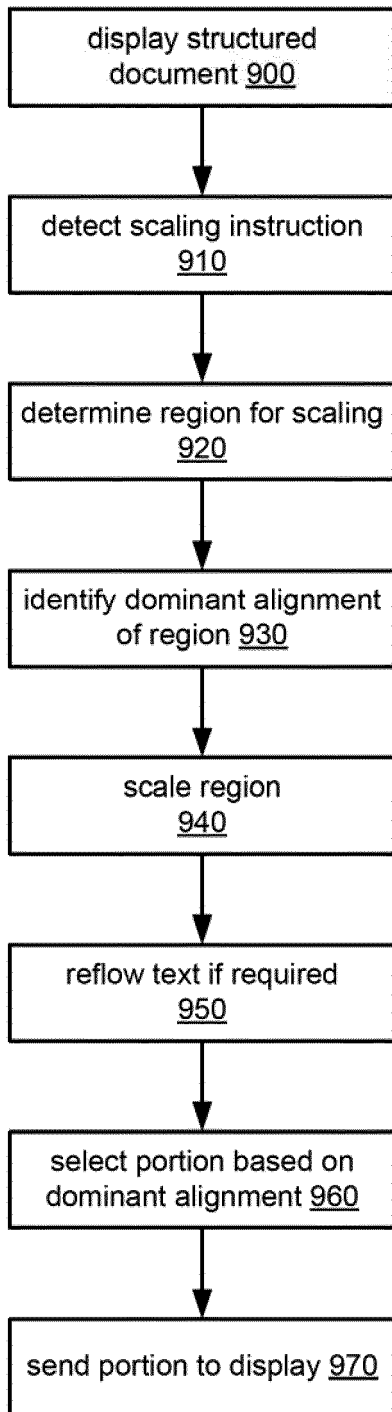 display structured
document 900
detect scaling instruction
910
determine region for scaling
920
identify dominant alignment
of region 930
scale region
940
reflow text if required
950
select portion based on
dominant alignment 960
send portion to display 970